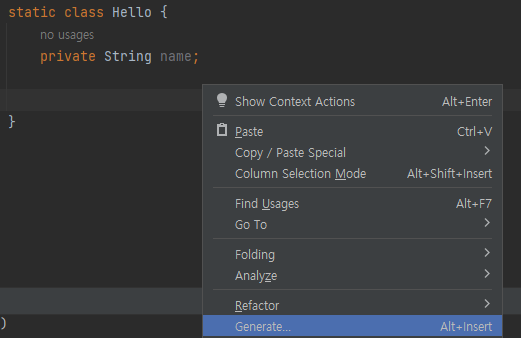 static class Hello {
no usages
private String name;
}
)
Show Context Actions Alt+Enter
Paste Ctrl+V
Copy / Paste Special
Column Selection Mode Alt+Shift+Insert
Find Usages Alt+F7
Go To
Folding
Analyze
Refactor
Generate... Alt+Insert